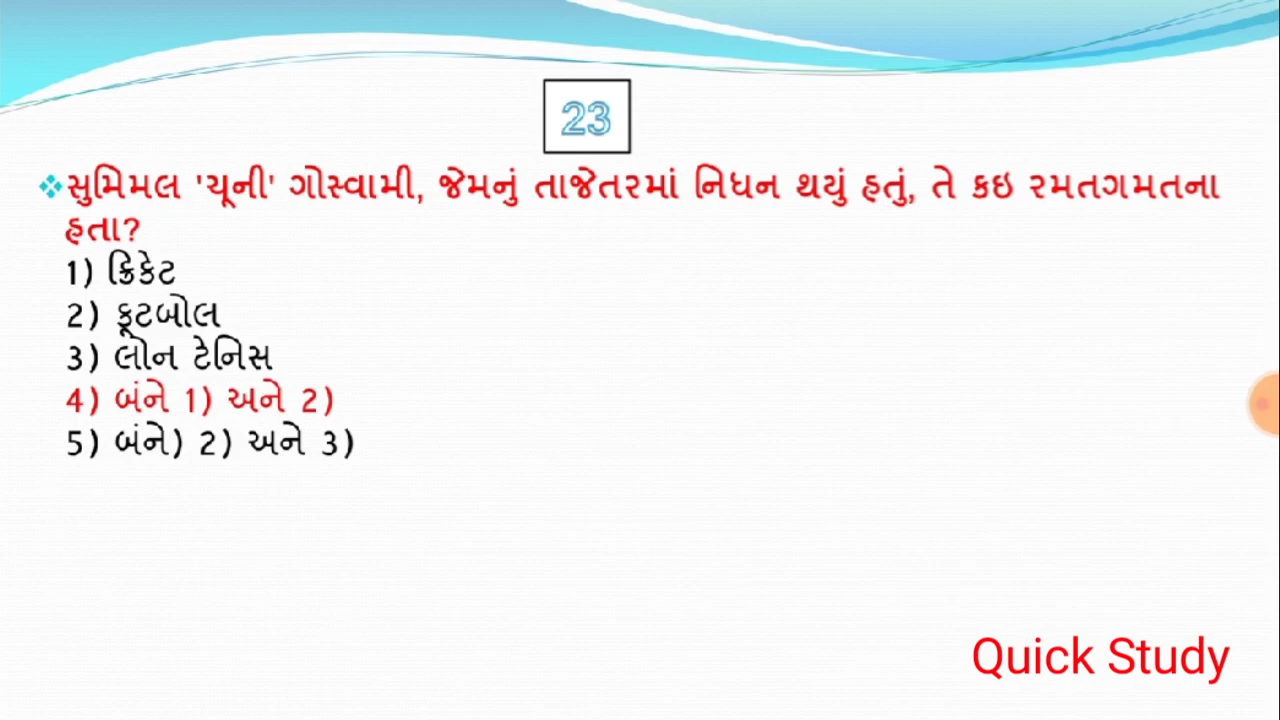 23
સુમિમલ 'ચૂની' ગોસ્વામી, જેમનું તાજેતરમાં નિધન થયું હતું, તે કઇ રમતગમતના
હતા?
1) ક્રિકેટ
2) ફૂટબોલ
3) લોન ટેનિસ
4) બંને 1) અને 2)
5) બંને) 2) અને 3)
Quick Study